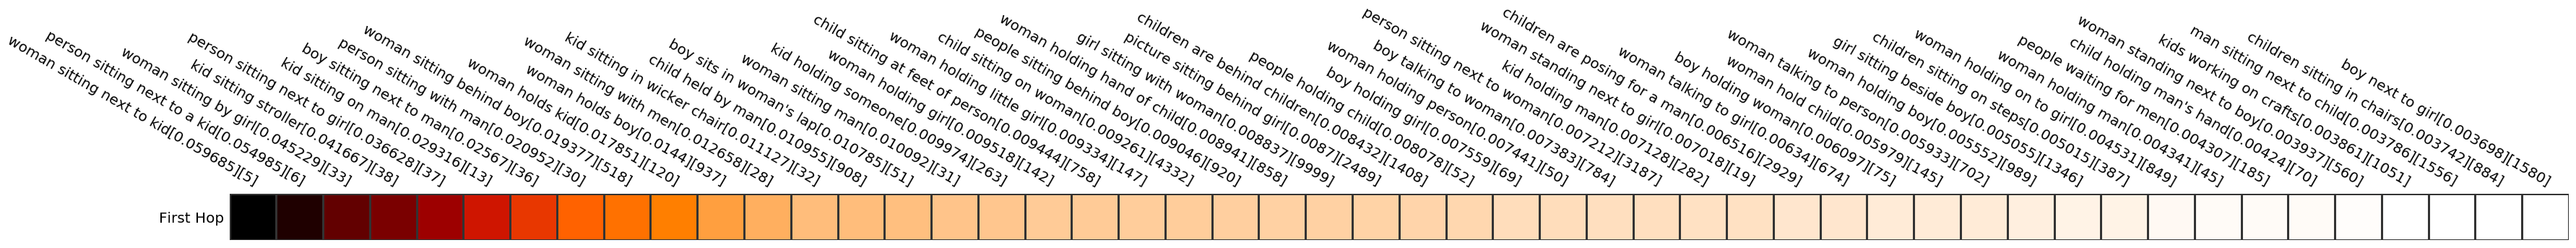 woman sitting next to kid[0.059685][5]
person sitting next to a kid[0.054985][6]
woman sitting by girl[0.045229][33]
kid sitting stroller[0.041667][38]
person sitting next to girl[0.036628][37]
kid sitting on man[0.029316][13]
boy sitting next to man[0.02567][36]
person sitting with man[0.020952][30]
woman sitting behind boy[0.019377][518]
woman holds kid[0.017851][120]
woman holds boy[0.0144][937]
woman sitting with men[0.012658][28]
kid sitting in wicker chair[0.011127][32]
child held by man[0.010955][908]
boy sits in woman's lap[0.010785][51]
woman sitting man[0.010092][31]
kid holding someone[0.009974][263]
woman holding girl[0.009518][142]
child sitting at feet of person[0.009444][758]
woman holding little girl[0.009334][147]
child sitting on woman[0.009261][4332]
people sitting behind boy[0.009046][920]
woman holding hand of child[0.008941][858]
girl sitting with woman[0.008837][9999]
picture sitting behind girl[0.0087][2489]
children are behind children[0.008432][1408]
people holding child[0.008078][52]
boy holding girl[0.007559][69]
woman holding person[0.007441][50]
boy talking to woman[0.007383][784]
person sitting next to woman[0.007212][3187]
kid holding man[0.007128][282]
woman standing next to girl[0.007018][19]
children are posing for a man[0.006516][2929]
woman talking to girl[0.00634][674]
boy holding woman[0.006097][75]
woman hold child[0.005979][145]
woman talking to person[0.005933][702]
woman holding boy[0.005552][989]
girl sitting beside boy[0.005055][1346]
children sitting on steps[0.005015][387]
woman holding on to girl[0.004531][849]
woman holding man[0.004341][45]
people waiting for men[0.004307][185]
child holding man's hand[0.00424][70]
woman standing next to boy[0.003937][560]
kids working on crafts[0.003861][1051]
man sitting next to child[0.003786][1556]
children sitting in chairs[0.003742][884]
boy next to girl[0.003698][1580]
First Hop